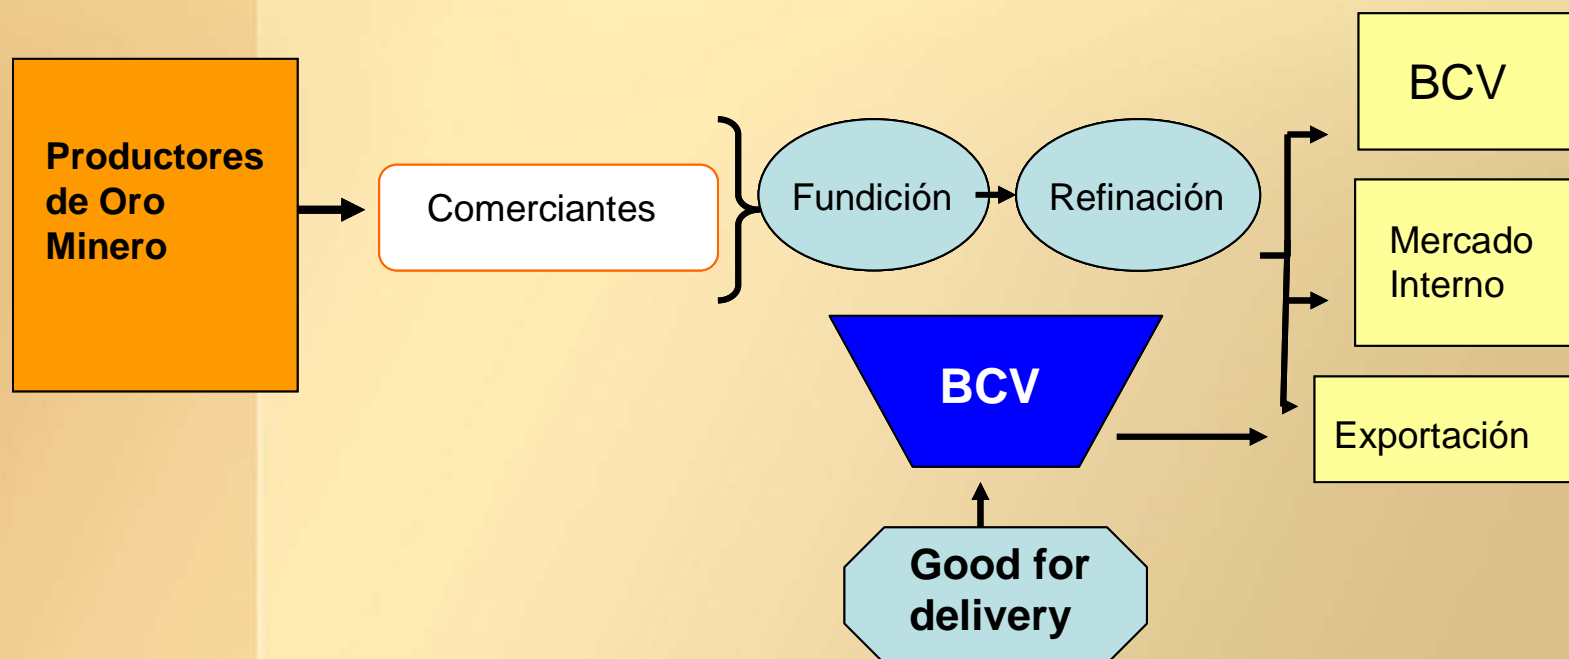 Productores
de Oro
Minero
Comerciantes
Fundición
Refinación
BCV
Mercado
Interno
Exportación
BCV
Good for
delivery